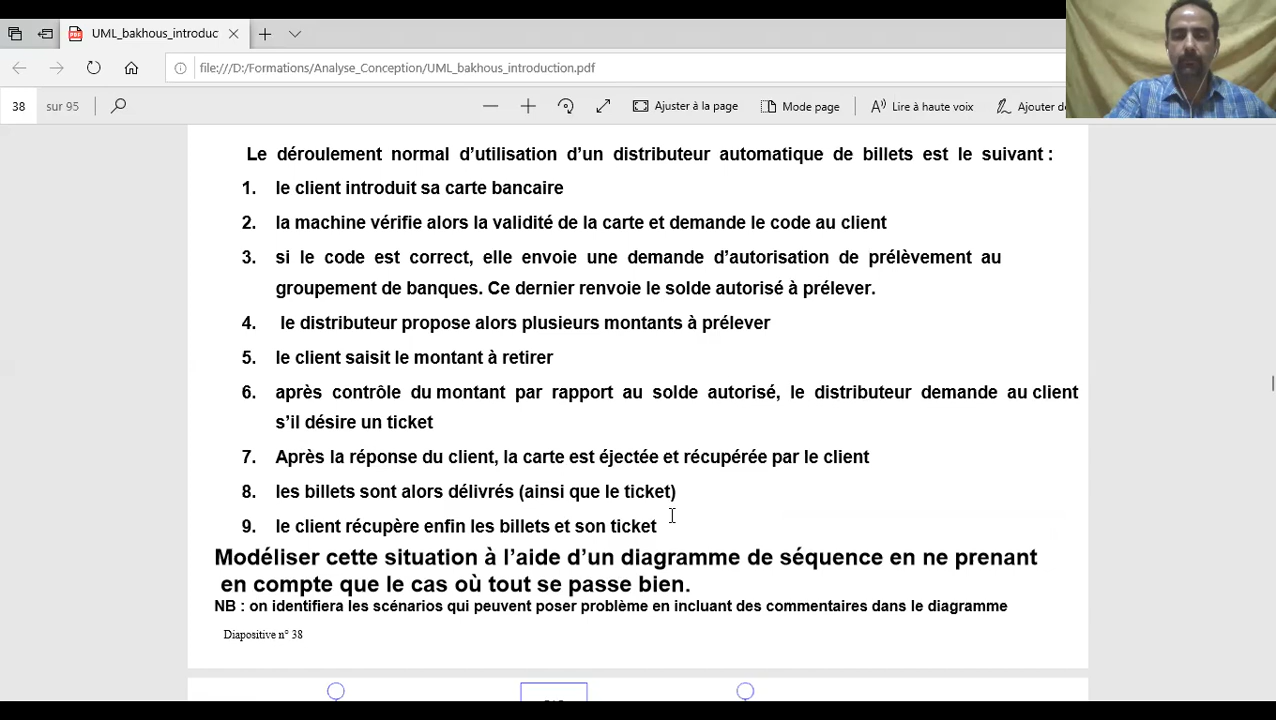 UML_bakhous_introduc
file:///D:/Formations/Analyse_Conception/UML_bakhous_introduction.pdf
38 sur 95 Ajuster à la page Mode page Lire à haute voix Ajouter de
Le déroulement normal d'utilisation d'un distributeur automatique de billets est le suivant :
1. le client introduit sa carte bancaire
2. la machine vérifie alors la validité de la carte et demande le code au client
3. si le code est correct, elle envoie une demande d'autorisation de prélèvement au
groupement de banques. Ce dernier renvoie le solde autorisé à prélever.
4. le distributeur propose alors plusieurs montants à prélever
5. le client saisit le montant à retirer
6. après contrôle du montant par rapport au solde autorisé, le distributeur demande au client
s'il désire un ticket
7. Après la réponse du client, la carte est éjectée et récupérée par le client
8. les billets sont alors délivrés (ainsi que le ticket)
9. le client récupère enfin les billets et son ticket
Modéliser cette situation à l'aide d'un diagramme de séquence en ne prenant
en compte que le cas où tout se passe bien.
NB : on identifiera les scénarios qui peuvent poser problème en incluant des commentaires dans le diagramme
Diapositive n° 38